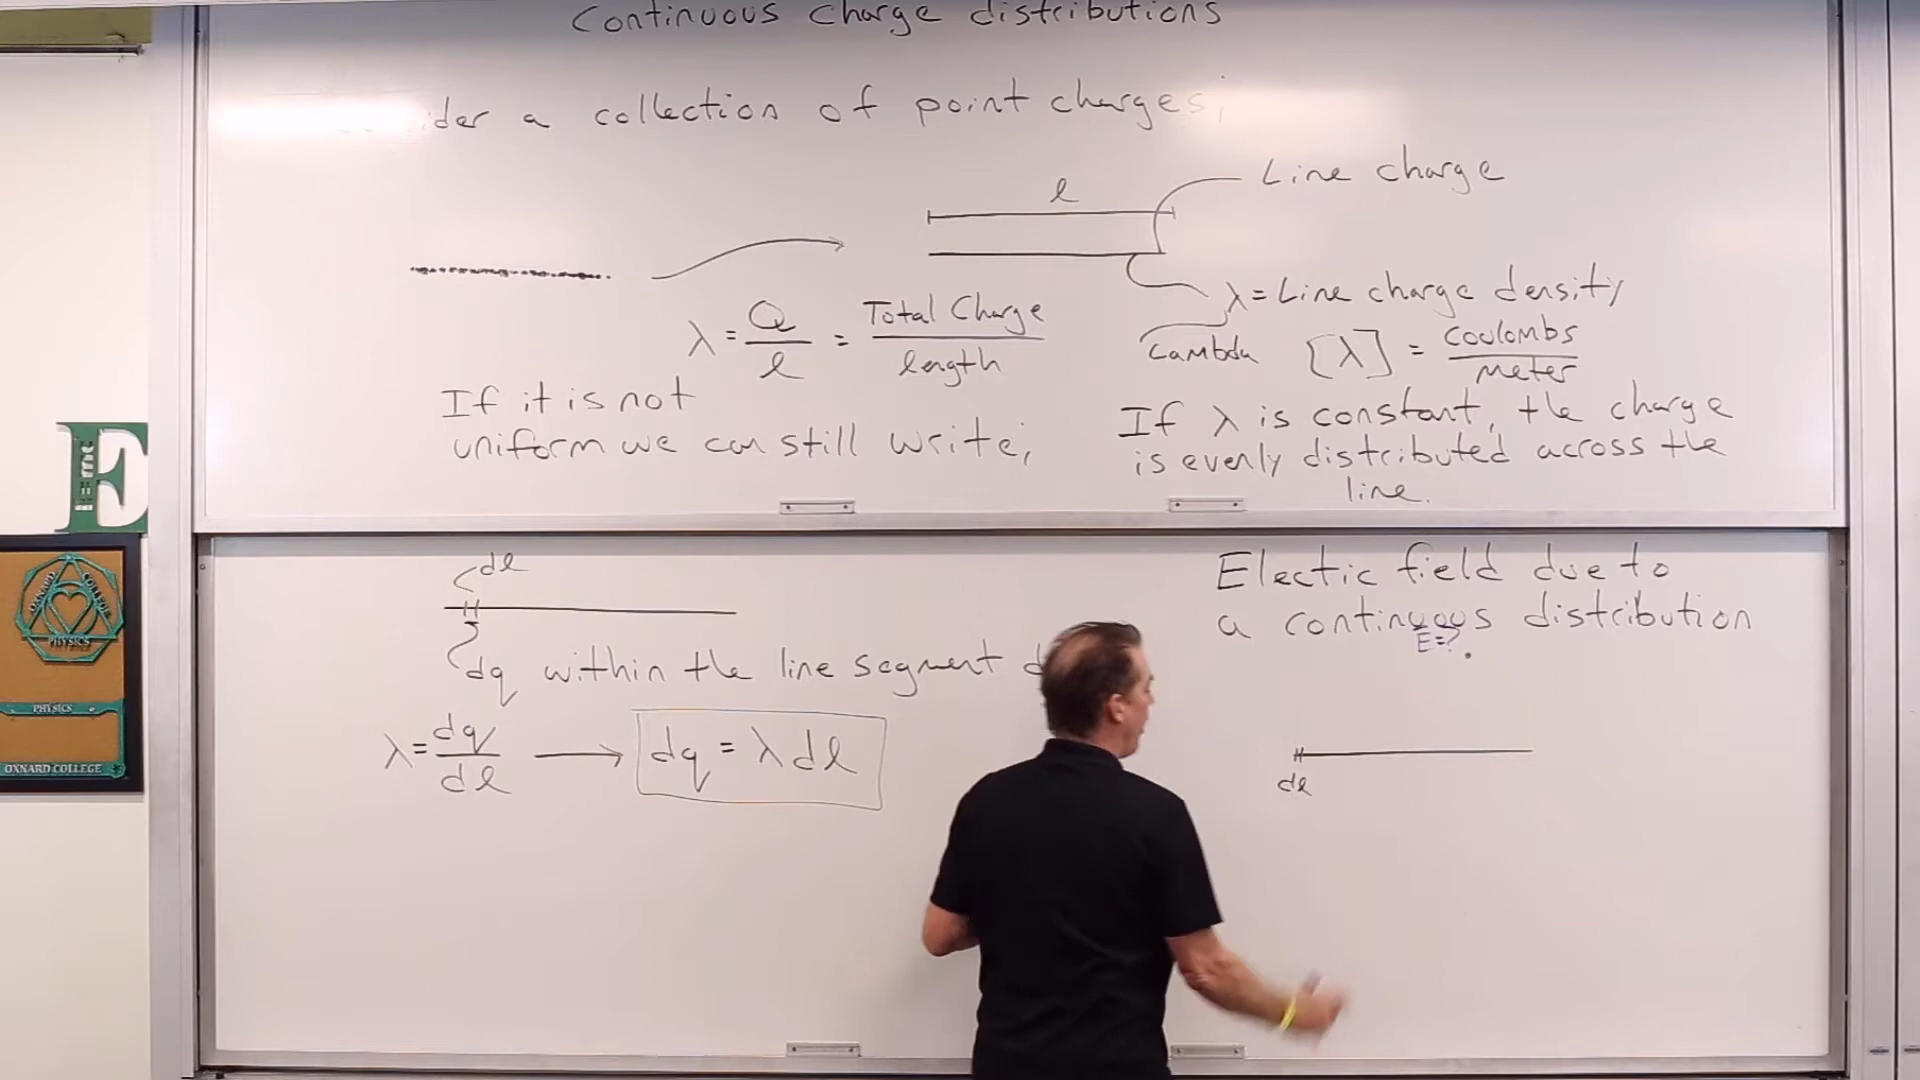 Continuous Charge distributions
der a collection of point charges,
Line charge
l
λ = Line charge density
Lambda [λ] = coulombs / meter
λ = Q / l = Total Charge / length
If it is not
uniform we can still write,
If λ is constant, the charge
is evenly distributed across the
line.
dl
dq within the line segment d
λ = dq / dl → dq = λ dl
Electic field due to
a continuous distribution
E=?
dl
E
OXNARD COLLEGE
PHYSICS
PHYSICS
OXNARD COLLEGE